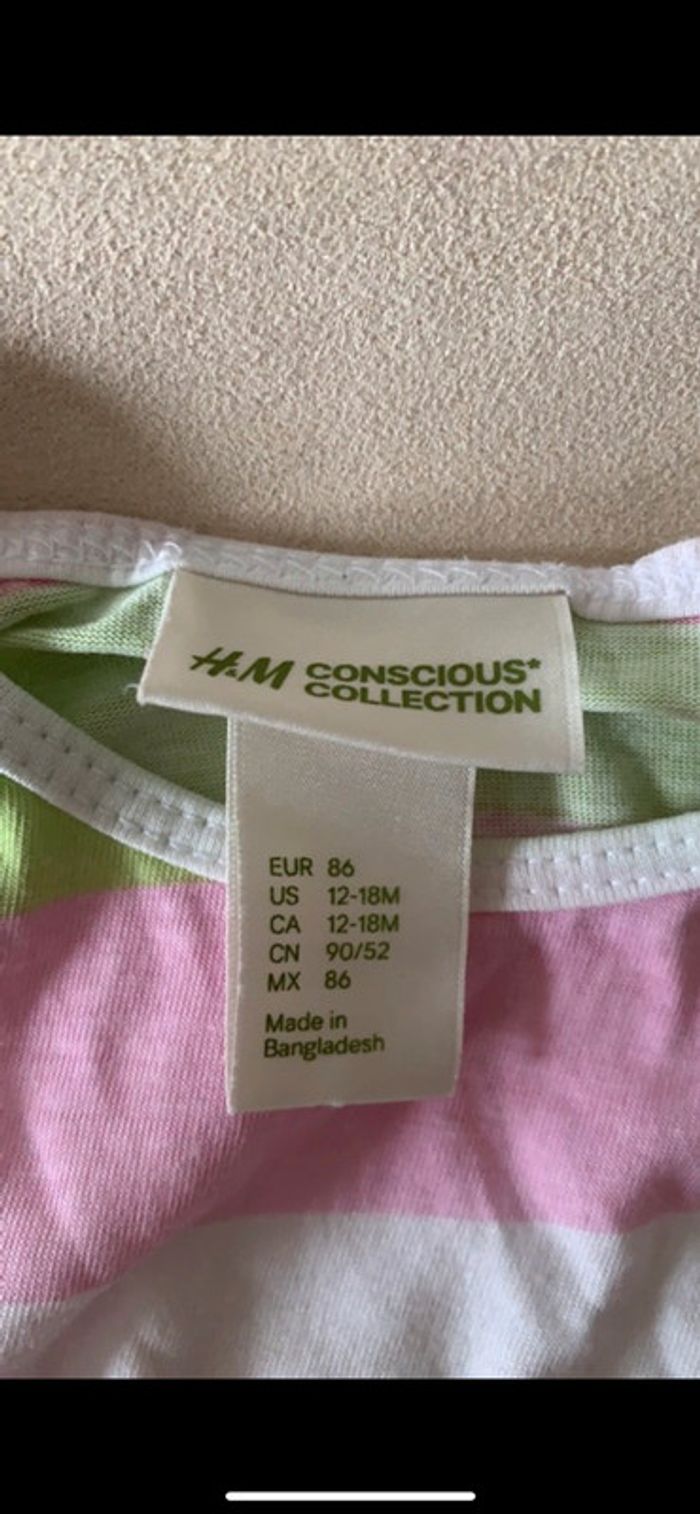 H&M CONSCIOUS*
COLLECTION
EUR 86
US 12-18M
CA 12-18M
CN 90/52
MX 86
Made in
Bangladesh